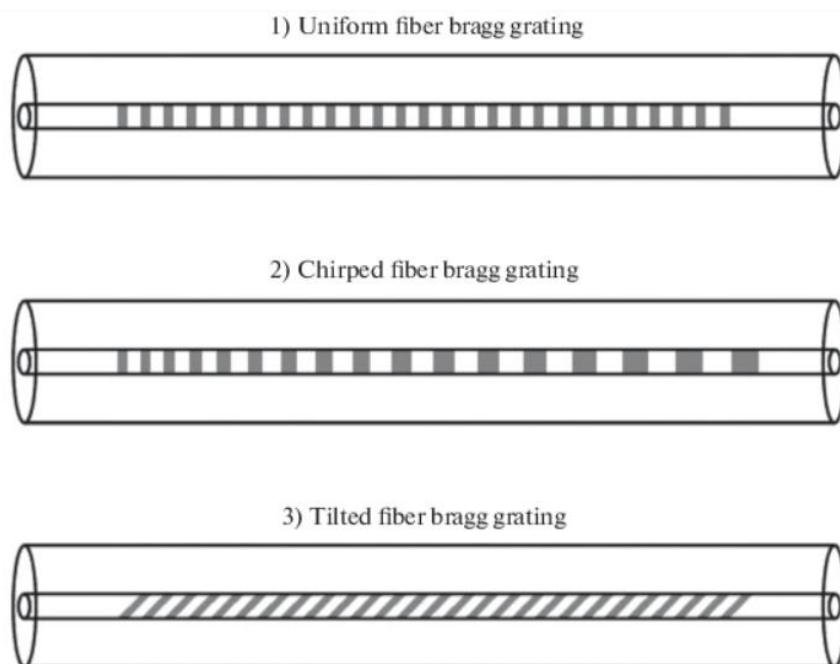 1) Uniform fiber bragg grating
2) Chirped fiber bragg grating
3) Tilted fiber bragg grating